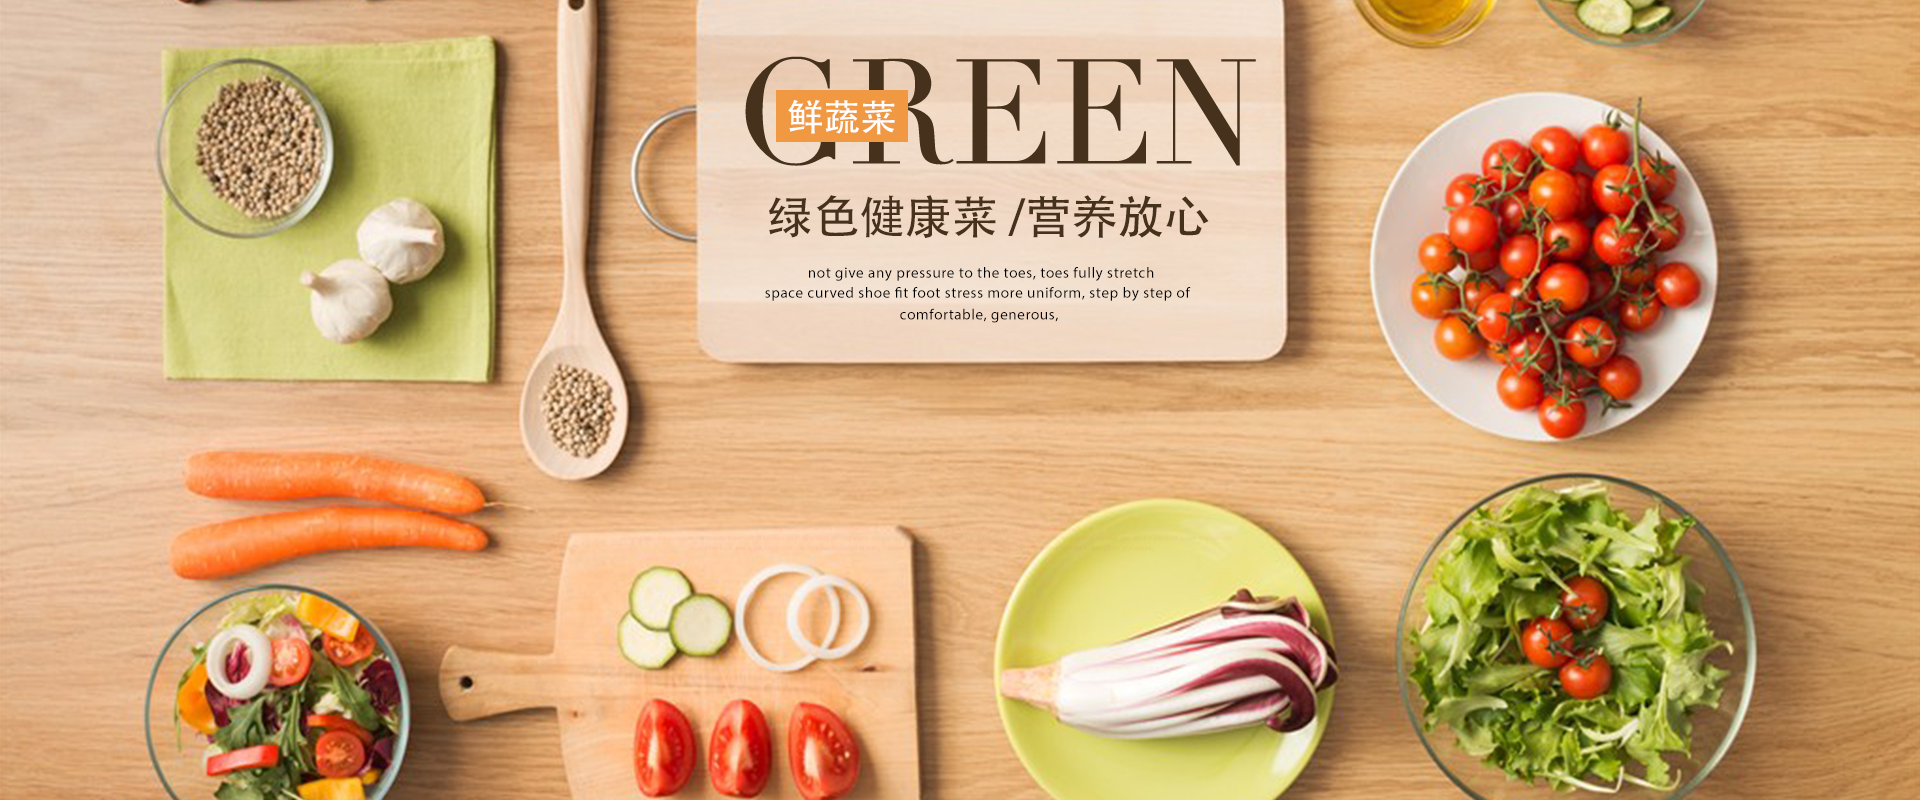 GREEN
鲜蔬菜
绿色健康菜 /营养放心
not give any pressure to the toes, toes fully stretch
space curved shoe fit foot stress more uniform, step by step of
comfortable, generous,